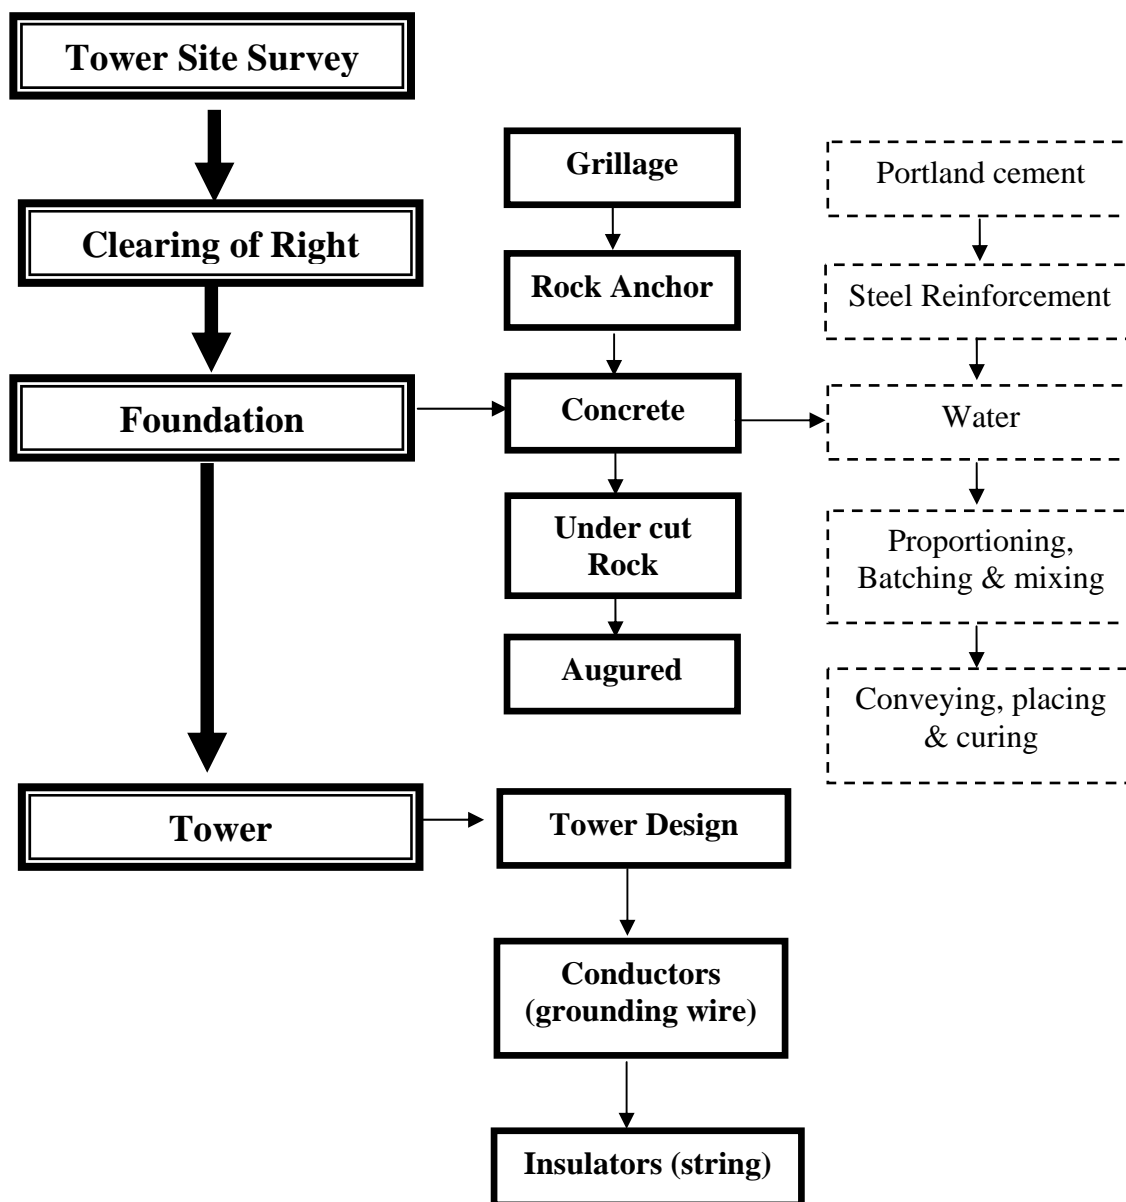 Tower Site Survey
Clearing of Right
Foundation
Tower
Grillage
Rock Anchor
Concrete
Under cut
Rock
Augured
Tower Design
Conductors
(grounding wire)
Insulators (string)
Portland cement
Steel Reinforcement
Water
Proportioning,
Batching & mixing
Conveying, placing
& curing